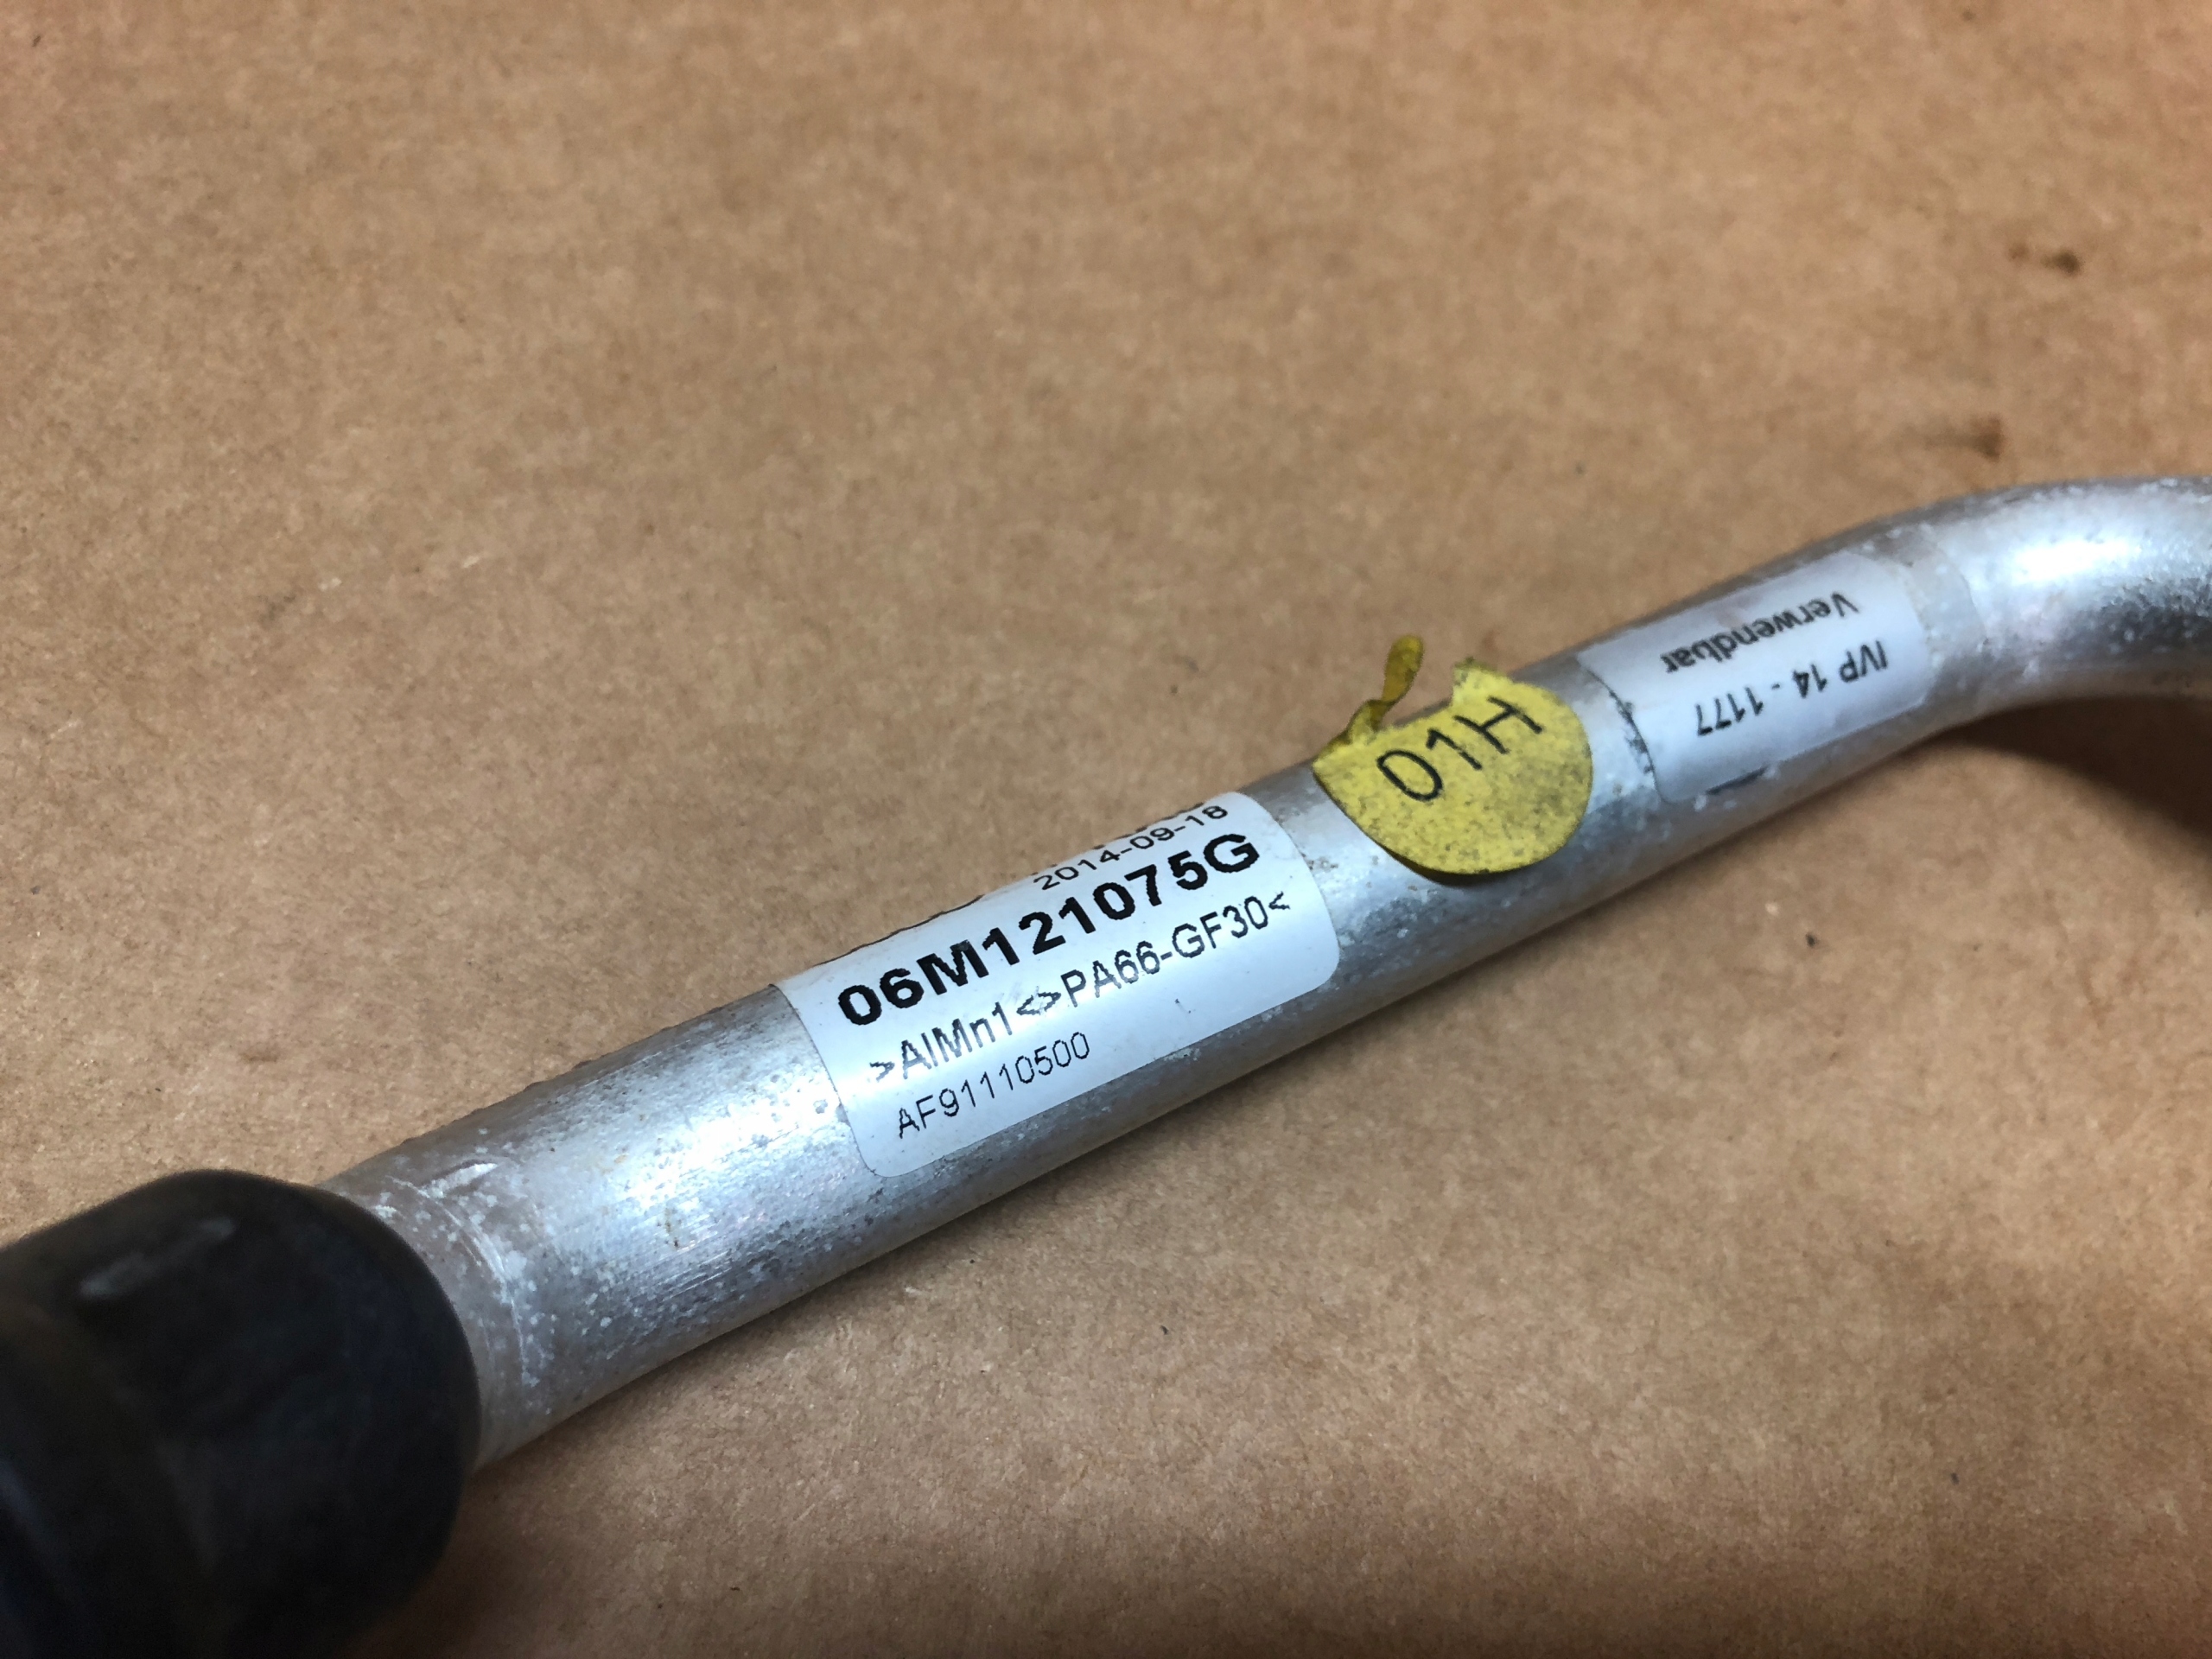 2014-09-18
06M121075G
>AlMn1<>PA66-GF30<
AF91110500
01H
IVP 14 - 1177
Verwendbar